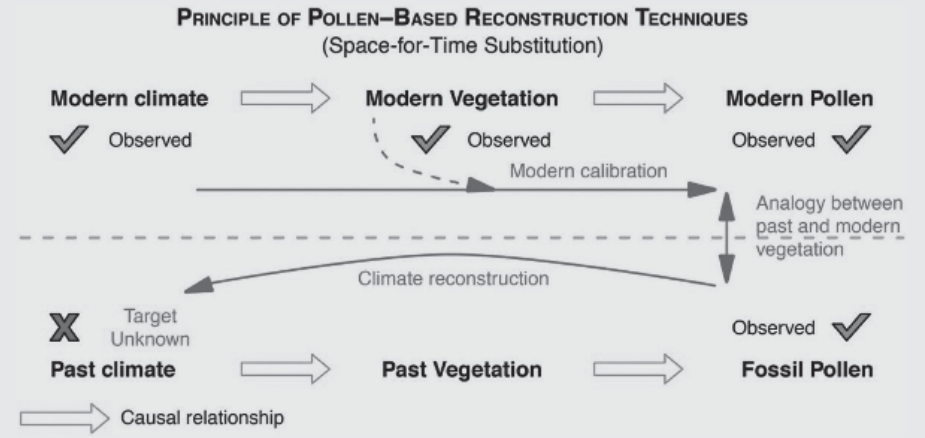 PRINCIPLE OF POLLEN–BASED RECONSTRUCTION TECHNIQUES
(Space-for-Time Substitution)
Modern climate
Modern Vegetation
Modern Pollen
Observed
Observed
Observed
Modern calibration
Analogy between
past and modern
vegetation
Climate reconstruction
Target
Unknown
Observed
Past climate
Past Vegetation
Fossil Pollen
Causal relationship